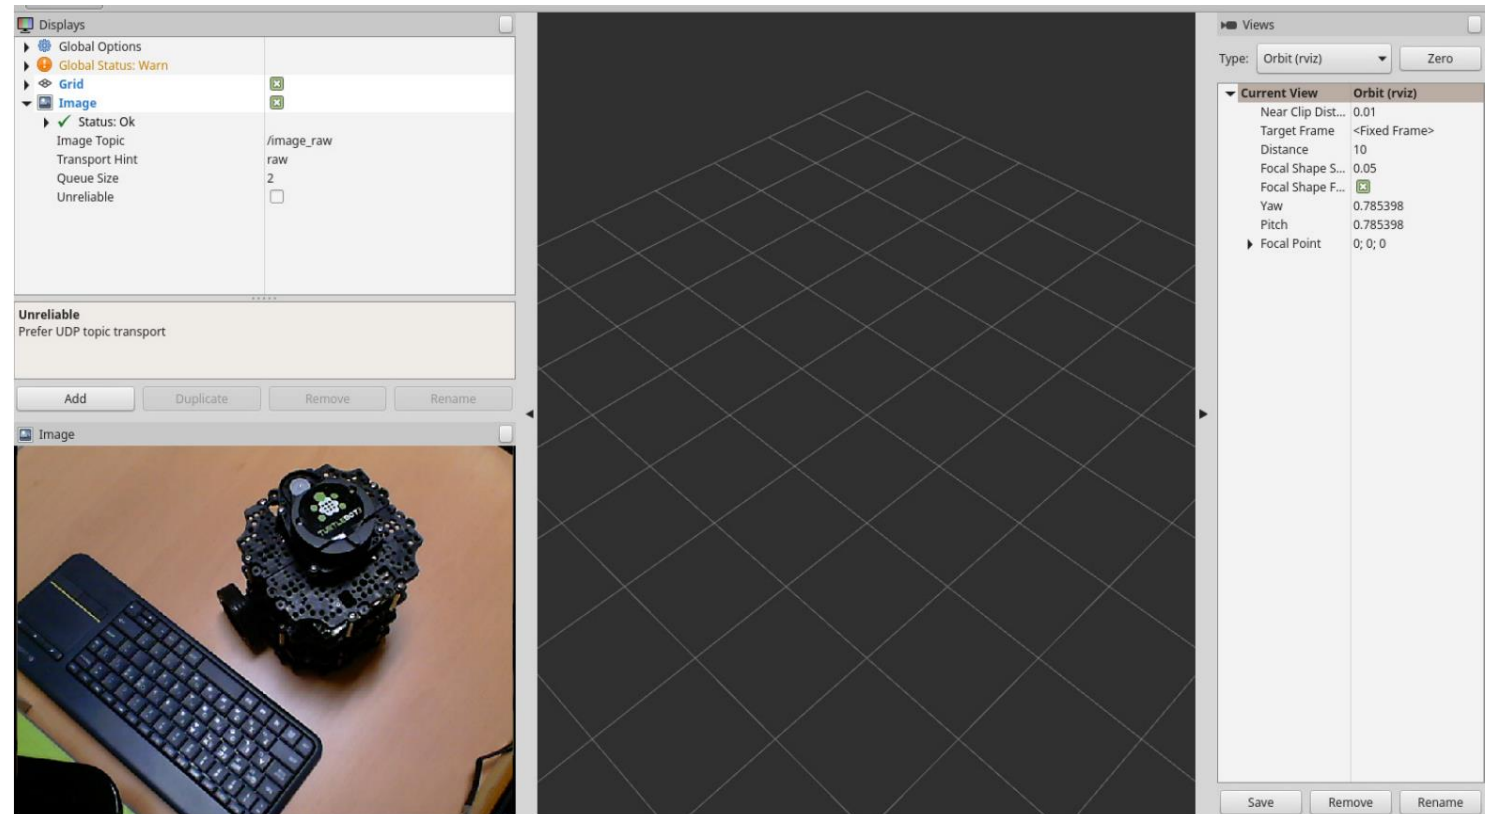 Displays
Global Options
Global Status: Warn
Grid
Image
Status: Ok
Image Topic /image_raw
Transport Hint raw
Queue Size 2
Unreliable
Unreliable
Prefer UDP topic transport
Add Duplicate Remove Rename
Image
TURTLEBOT3
Views
Type: Orbit (rviz) Zero
Current View Orbit (rviz)
Near Clip Dist... 0.01
Target Frame <Fixed Frame>
Distance 10
Focal Shape S... 0.05
Focal Shape F...
Yaw 0.785398
Pitch 0.785398
Focal Point 0; 0; 0
Save Remove Rename